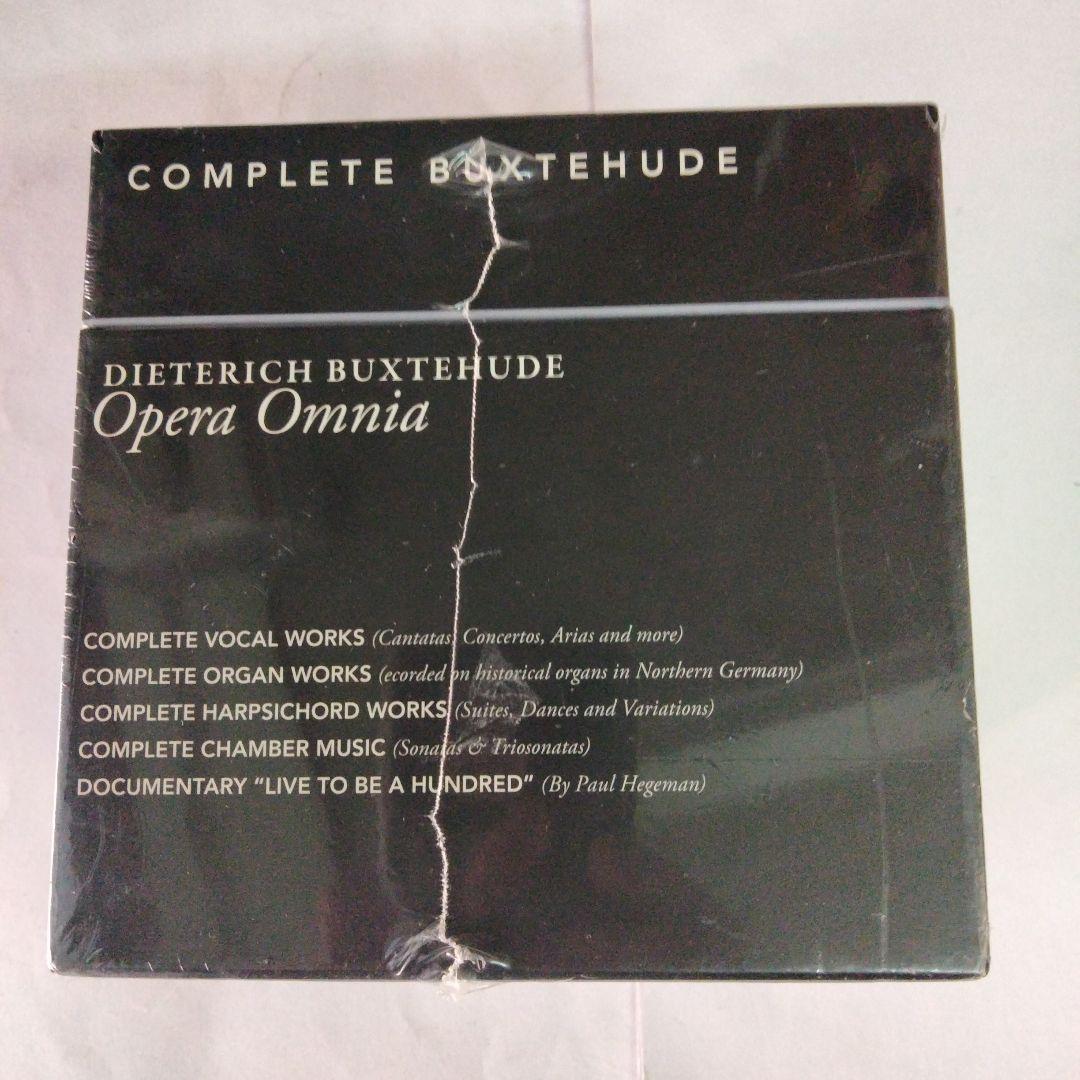 COMPLETE BUXTEHUDE
DIETERICH BUXTEHUDE
Opera Omnia
COMPLETE VOCAL WORKS (Cantatas, Concertos, Arias and more)
COMPLETE ORGAN WORKS (ecorded on historical organs in Northern Germany)
COMPLETE HARPSICHORD WORKS (Suites, Dances and Variations)
COMPLETE CHAMBER MUSIC (Sonatas & Triosonatas)
DOCUMENTARY “LIVE TO BE A HUNDRED” (By Paul Hegeman)